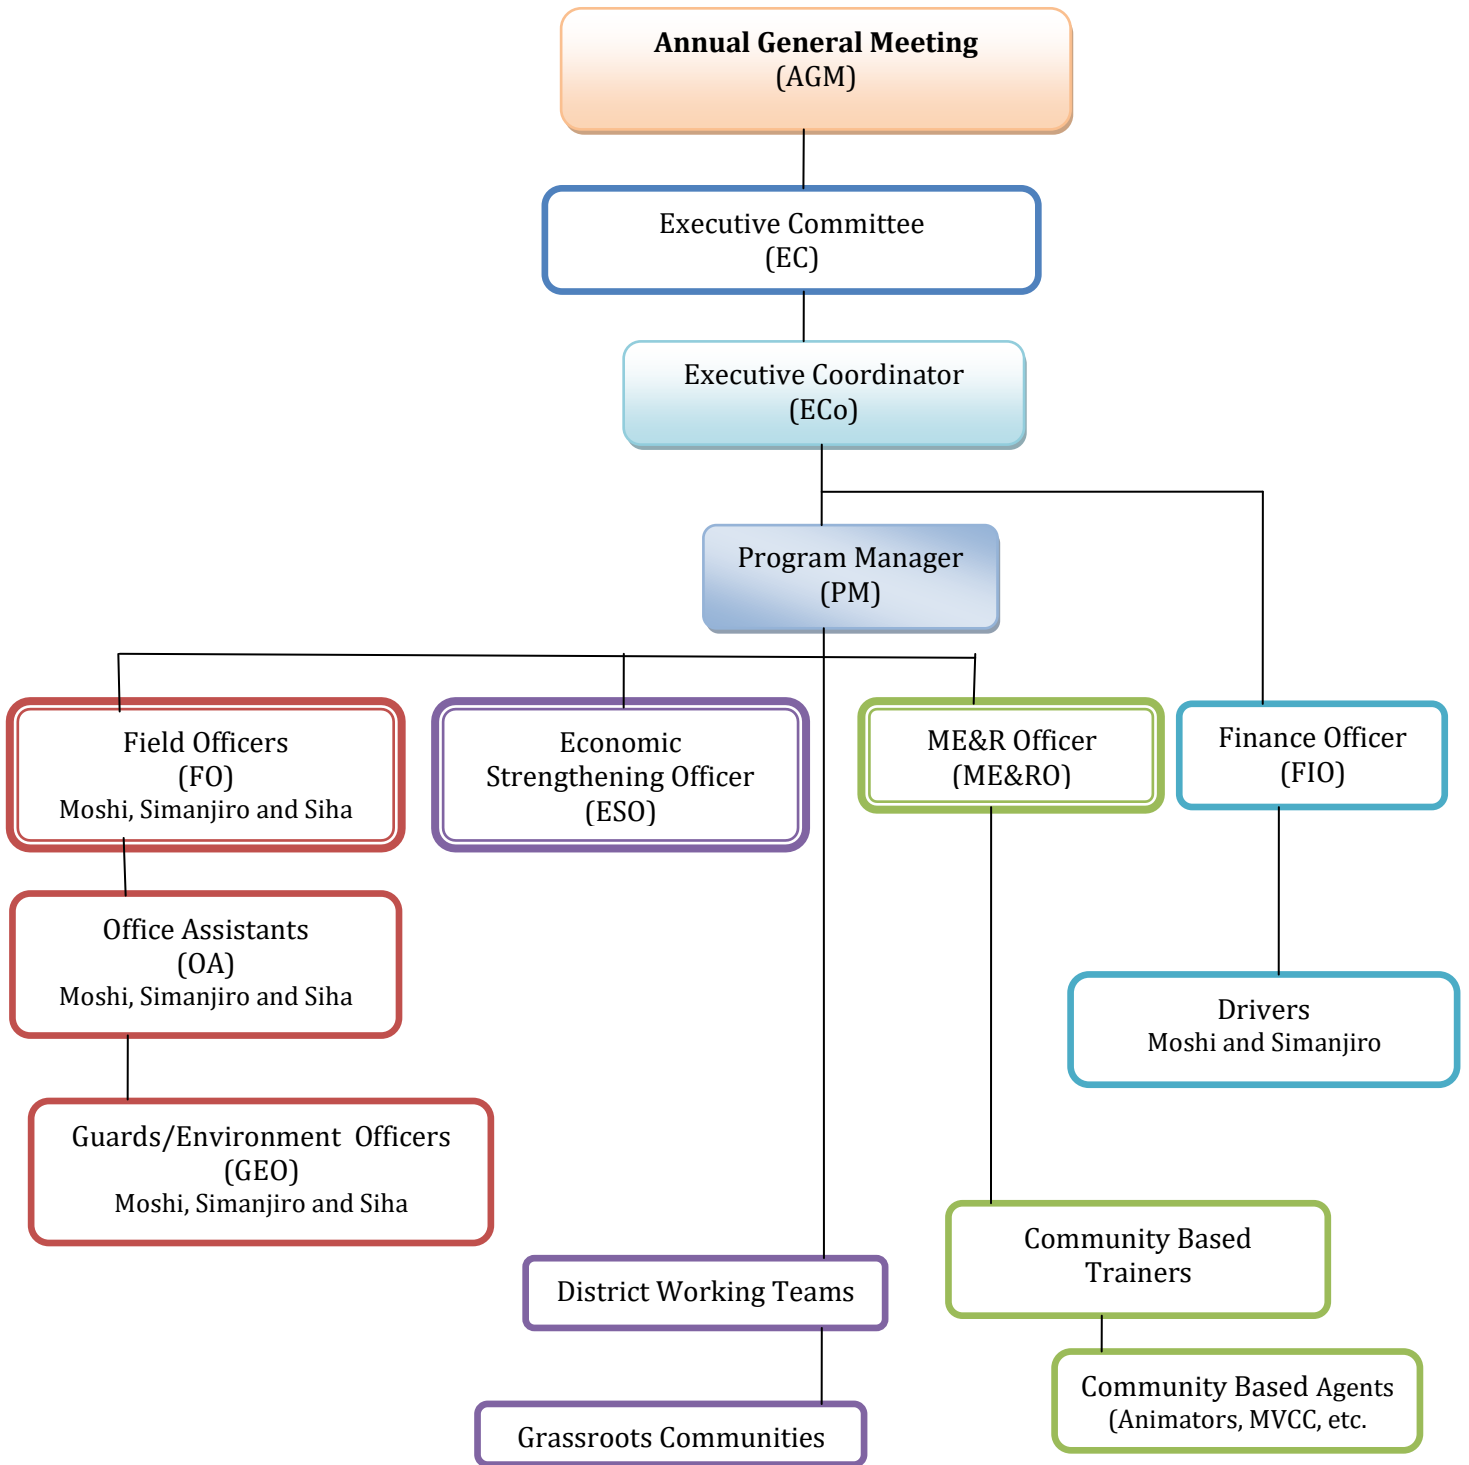 Annual General Meeting
(AGM)
Executive Committee
(EC)
Executive Coordinator
(ECo)
Program Manager
(PM)
Field Officers
(FO)
Moshi, Simanjiro and Siha
Economic
Strengthening Officer
(ESO)
ME&R Officer
(ME&RO)
Finance Officer
(FIO)
Office Assistants
(OA)
Moshi, Simanjiro and Siha
Drivers
Moshi and Simanjiro
Guards/Environment  Officers
(GEO)
Moshi, Simanjiro and Siha
Community Based
Trainers
District Working Teams
Community Based Agents
(Animators, MVCC, etc.
Grassroots Communities